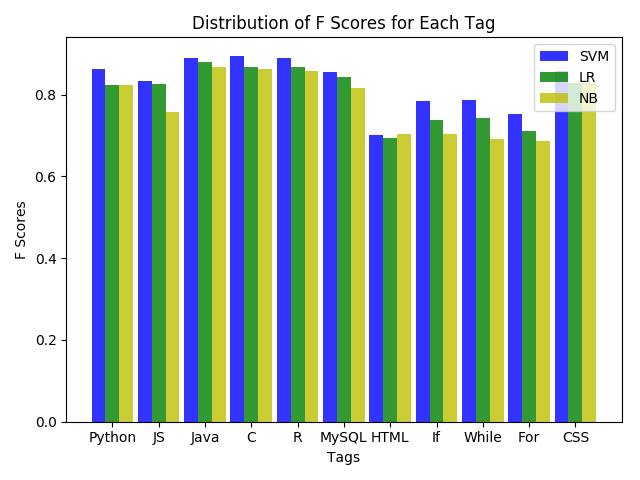 Distribution of F Scores for Each Tag
SVM
LR
NB
F Scores
0.8
0.6
0.4
0.2
0.0
Python JS Java C R MySQL HTML If While For CSS
Tags